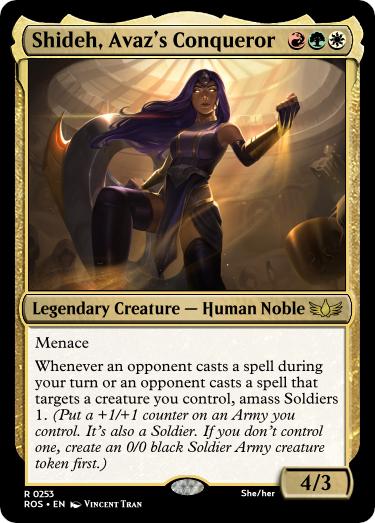 Shideh, Avaz's Conqueror
Legendary Creature — Human Noble
Menace
Whenever an opponent casts a spell during
your turn or an opponent casts a spell that
targets a creature you control, amass Soldiers
1. (Put a +1/+1 counter on an Army you
control. It's also a Soldier. If you don't control
one, create an 0/0 black Soldier Army creature
token first.)
4/3
R 0253
ROS • EN Vincent Tran
She/her